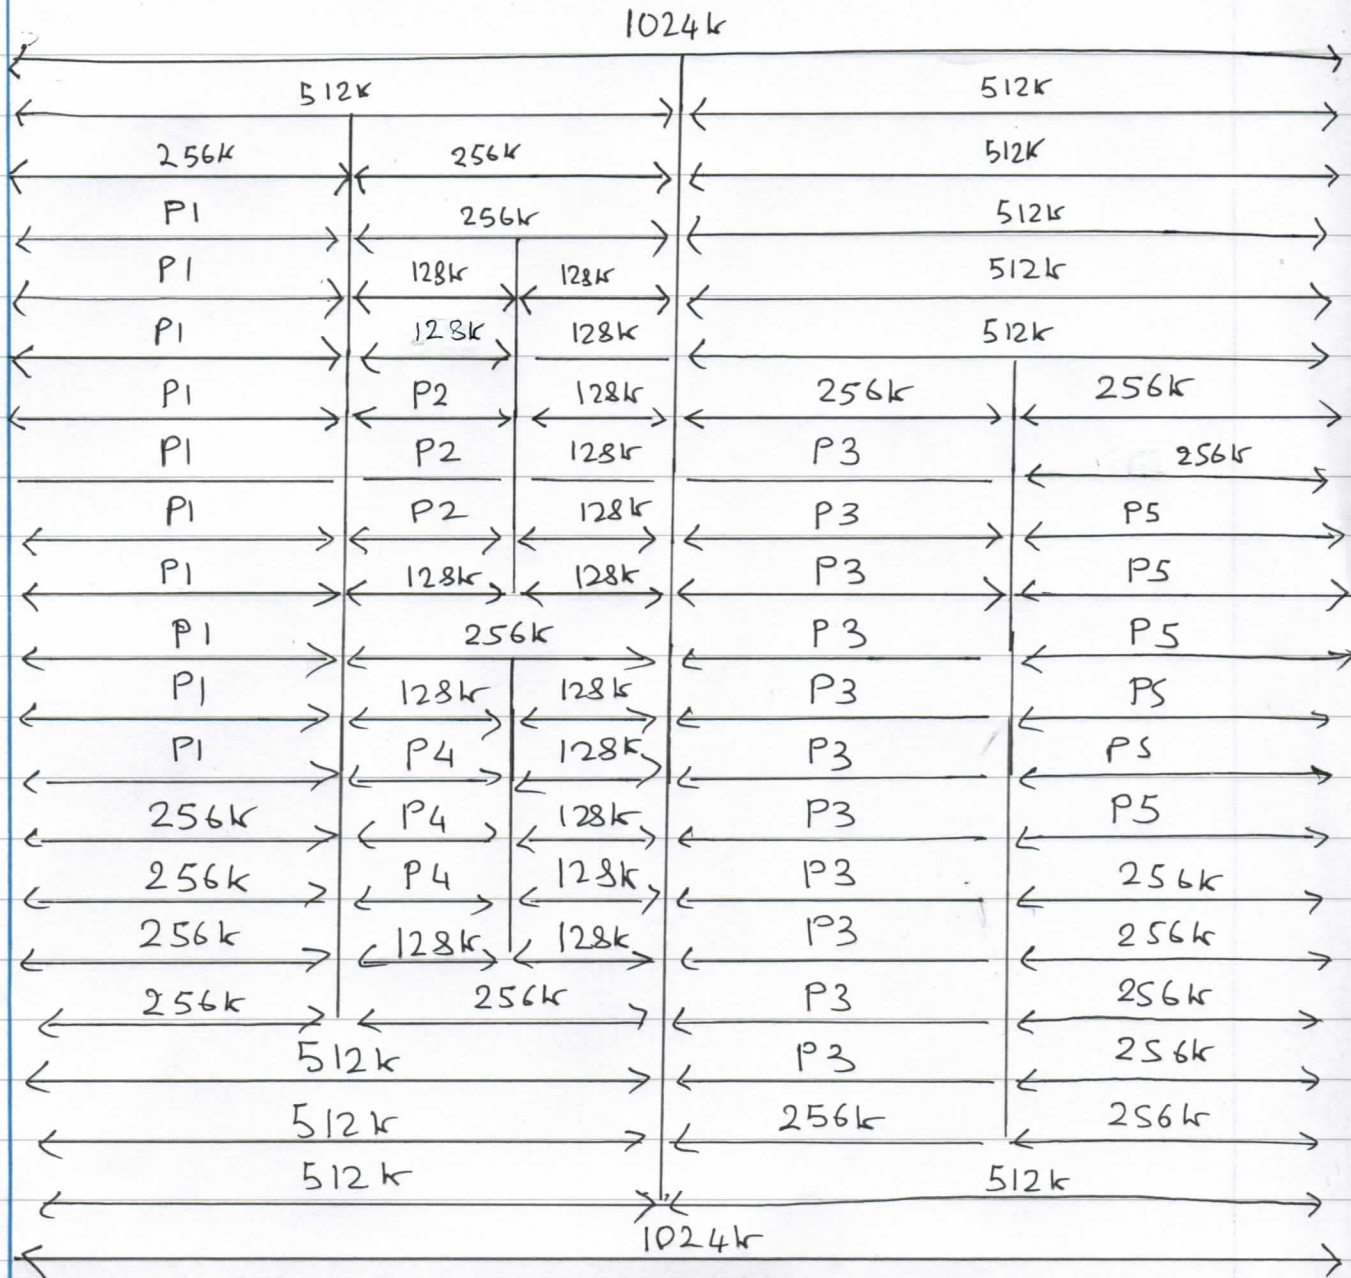 1024k
512k 512k
256k 256k 512k
P1 256k 512k
P1 128k 128k 512k
P1 128k 128k 512k
P1 P2 128k 256k 256k
P1 P2 128k P3 256k
P1 P2 128k P3 P5
P1 128k 128k P3 P5
P1 256k P3 P5
P1 128k 128k P3 P5
P1 P4 128k P3 P5
256k P4 128k P3 P5
256k P4 128k P3 256k
256k 128k 128k P3 256k
256k 256k P3 256k
512k P3 256k
512k 256k 256k
512k 512k
1024k